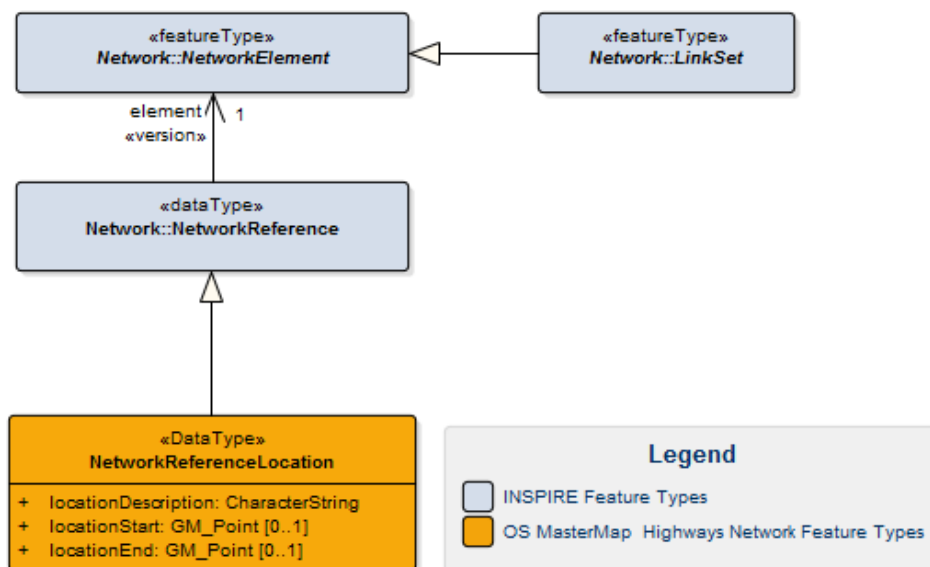 «featureType»
Network::NetworkElement
«featureType»
Network::LinkSet
element
1
«version»
«dataType»
Network::NetworkReference
«DataType»
NetworkReferenceLocation
+ locationDescription: CharacterString
+ locationStart: GM_Point [0..1]
+ locationEnd: GM_Point [0..1]
Legend
INSPIRE Feature Types
OS MasterMap Highways Network Feature Types